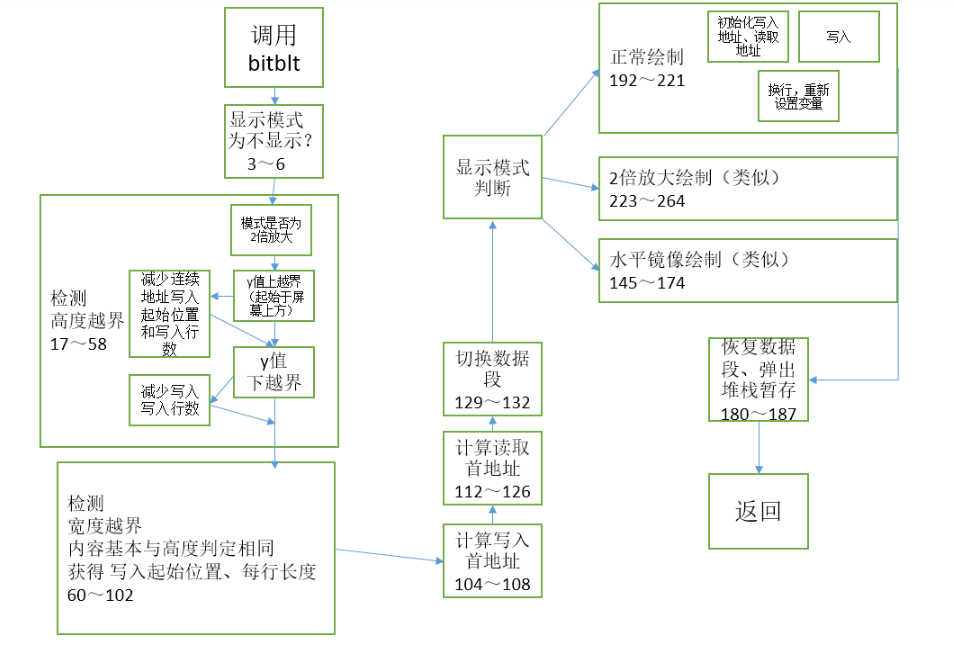 调用
bitblt
显示模式
为不显示？
3～6
检测
高度越界
17～58
模式是否为
2倍放大
y值上越界
（起始于屏
幕上方）
减少连续
地址写入
起始位置
和写入行
数
y值
下越界
减少写入
写入行数
检测
宽度越界
内容基本与高度判定相同
获得 写入起始位置、每行长度
60～102
计算写入
首地址
104～108
计算读取
首地址
112～126
切换数据
段
129～132
显示模式
判断
正常绘制
192～221
初始化写入
地址、读取
地址
写入
换行，重新
设置变量
2倍放大绘制（类似）
223～264
水平镜像绘制（类似）
145～174
恢复数据
段、弹出
堆栈暂存
180～187
返回